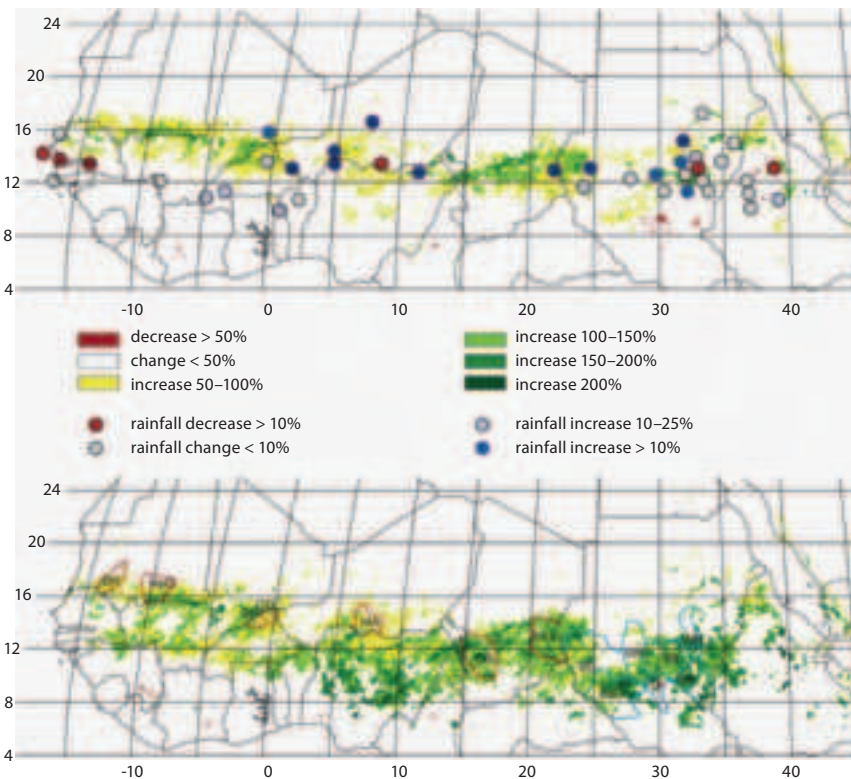 24
20
16
12
8
4
-10 0 10 20 30 40
decrease > 50%
change < 50%
increase 50–100%
increase 100–150%
increase 150–200%
increase 200%
rainfall decrease > 10%
rainfall change < 10%
rainfall increase 10–25%
rainfall increase > 10%
24
20
16
12
8
4
-10 0 10 20 30 40